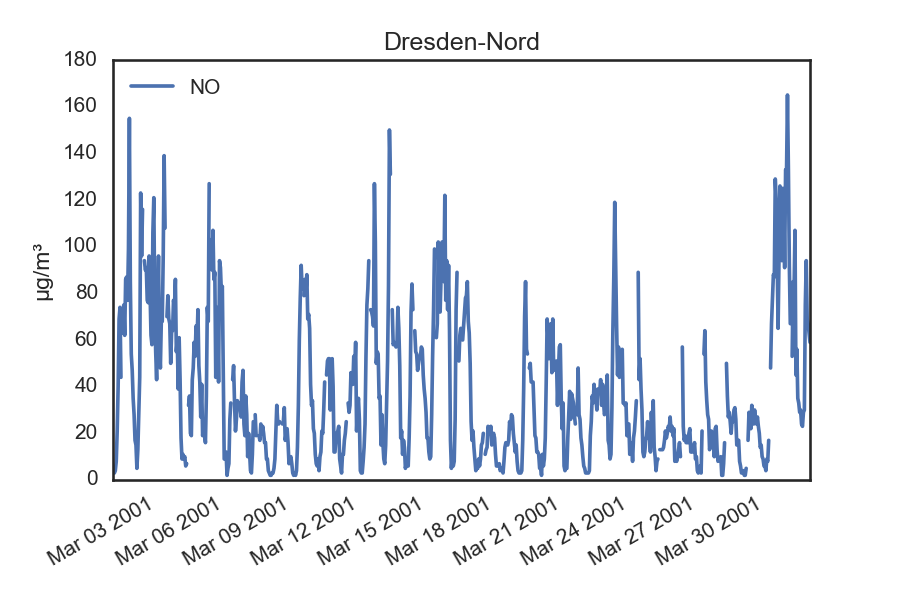 Dresden-Nord
NO
µg/m³
180
160
140
120
100
80
60
40
20
0
Mar 03 2001
Mar 06 2001
Mar 09 2001
Mar 12 2001
Mar 15 2001
Mar 18 2001
Mar 21 2001
Mar 24 2001
Mar 27 2001
Mar 30 2001